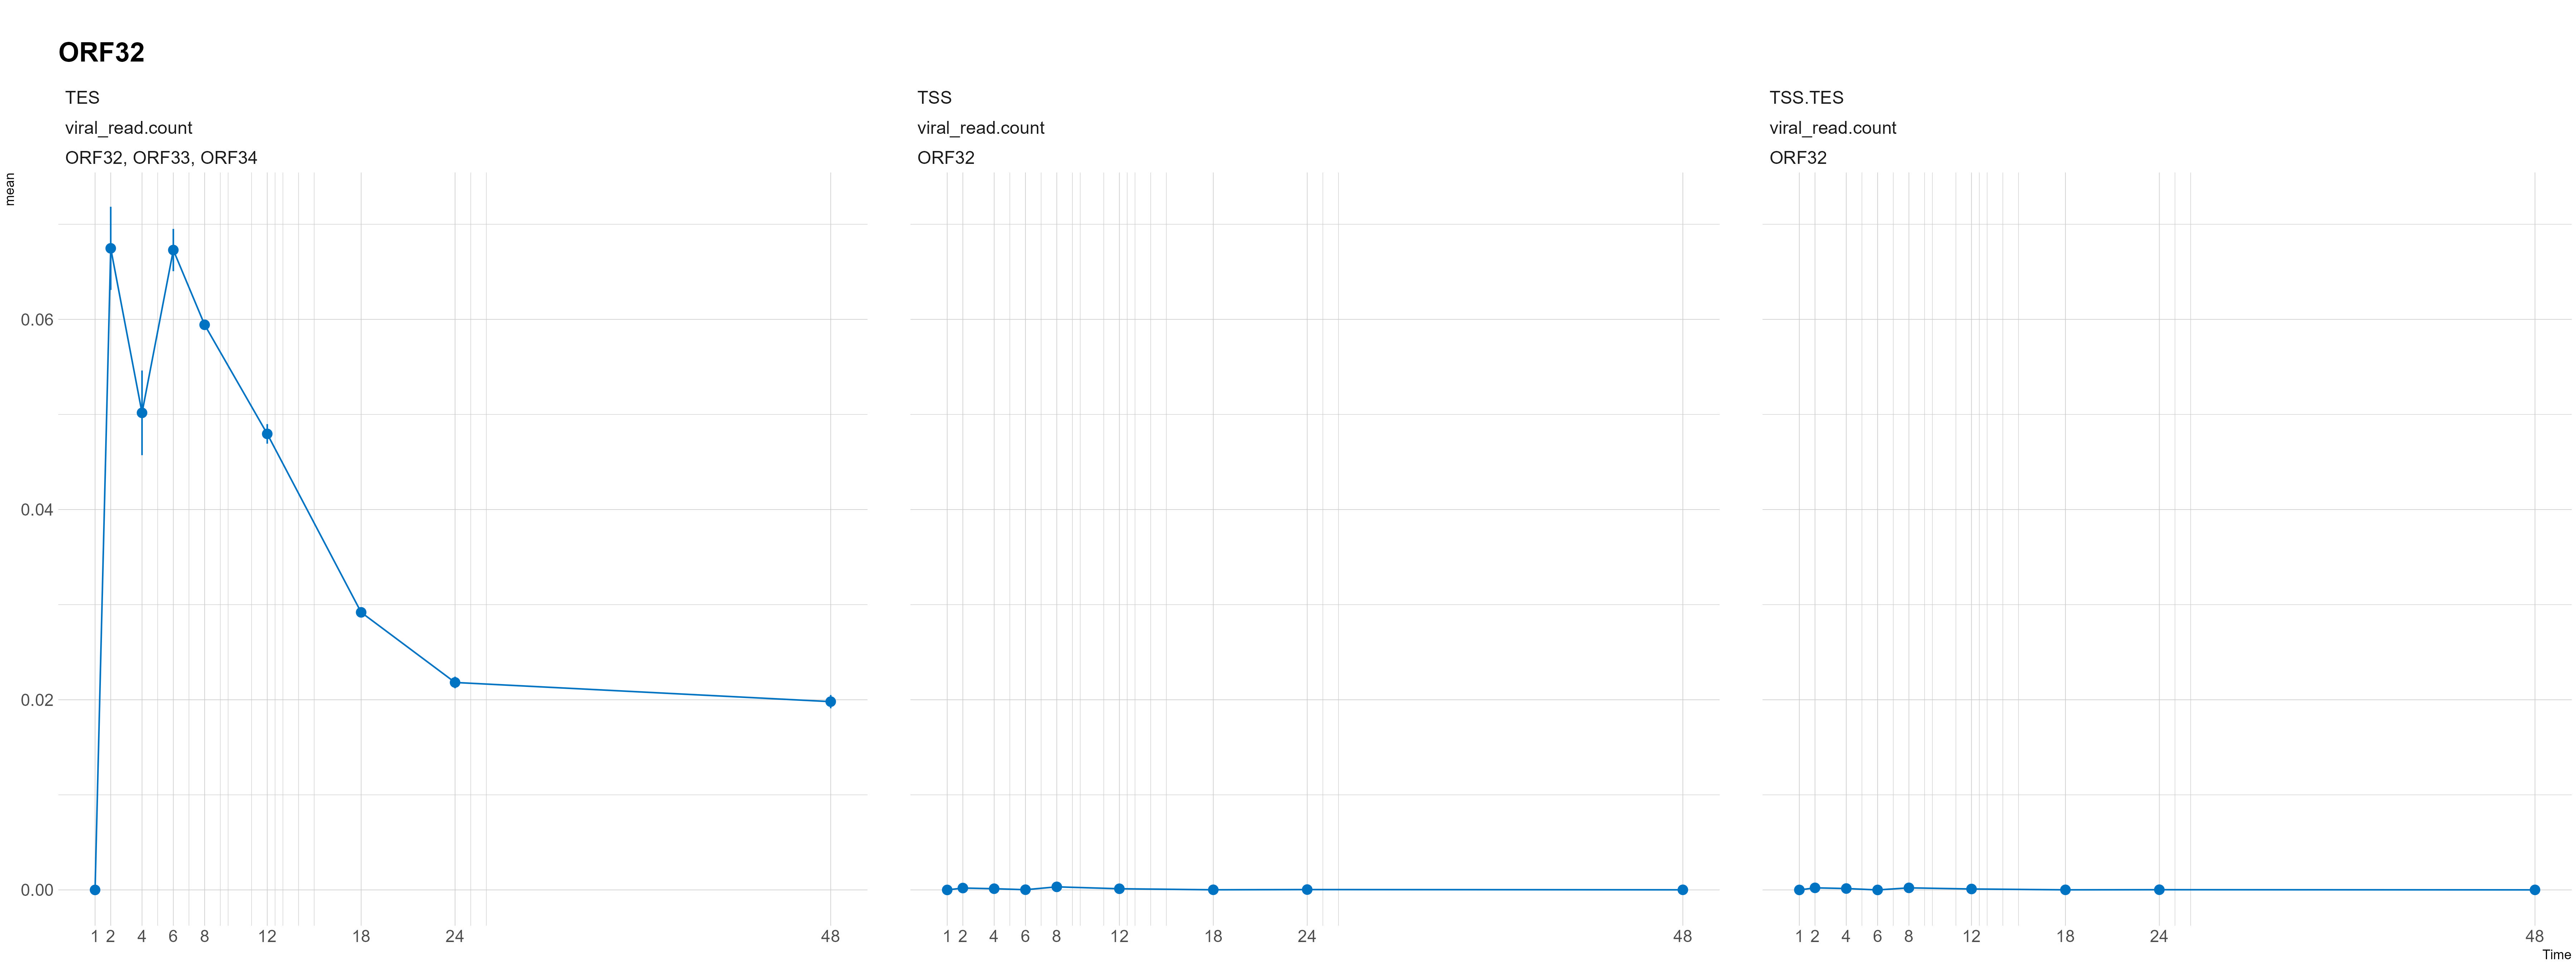 ORF32
TES
viral_read.count
ORF32, ORF33, ORF34
TSS
viral_read.count
ORF32
TSS.TES
viral_read.count
ORF32
mean
0.06
0.04
0.02
0.00
1 2 4 6 8 12 18 24 48
1 2 4 6 8 12 18 24 48
1 2 4 6 8 12 18 24 48
Time